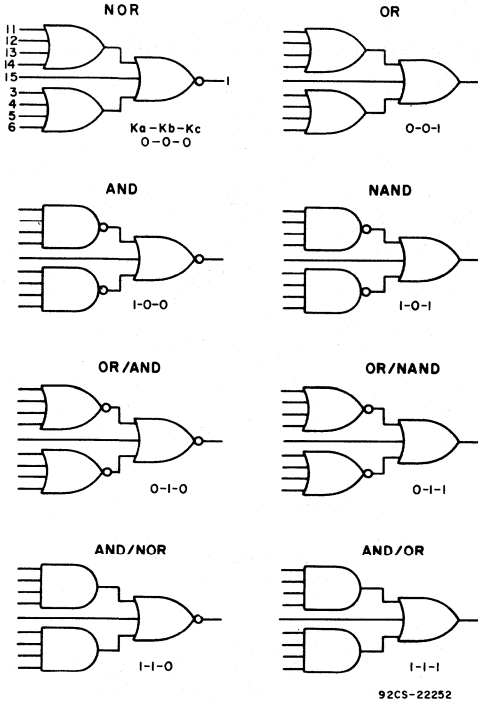 NOR
OR
11
12
13
14
15
3
4
5
6
1
Ka-Kb-Kc
0-0-0
0-0-1
AND
NAND
1-0-0
1-0-1
OR/AND
OR/NAND
0-1-0
0-1-1
AND/NOR
AND/OR
1-1-0
1-1-1
92CS-22252